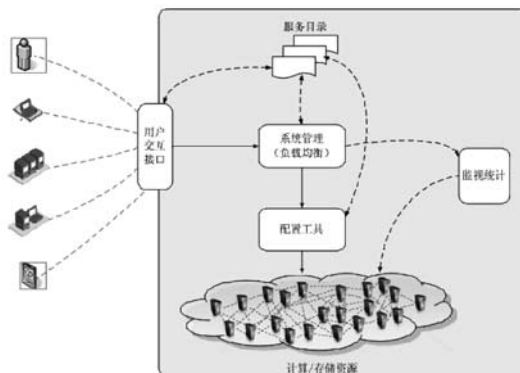 服务目录
用户
交互
接口
系统管理
(负载均衡)
监视统计
配置工具
计算/存储资源